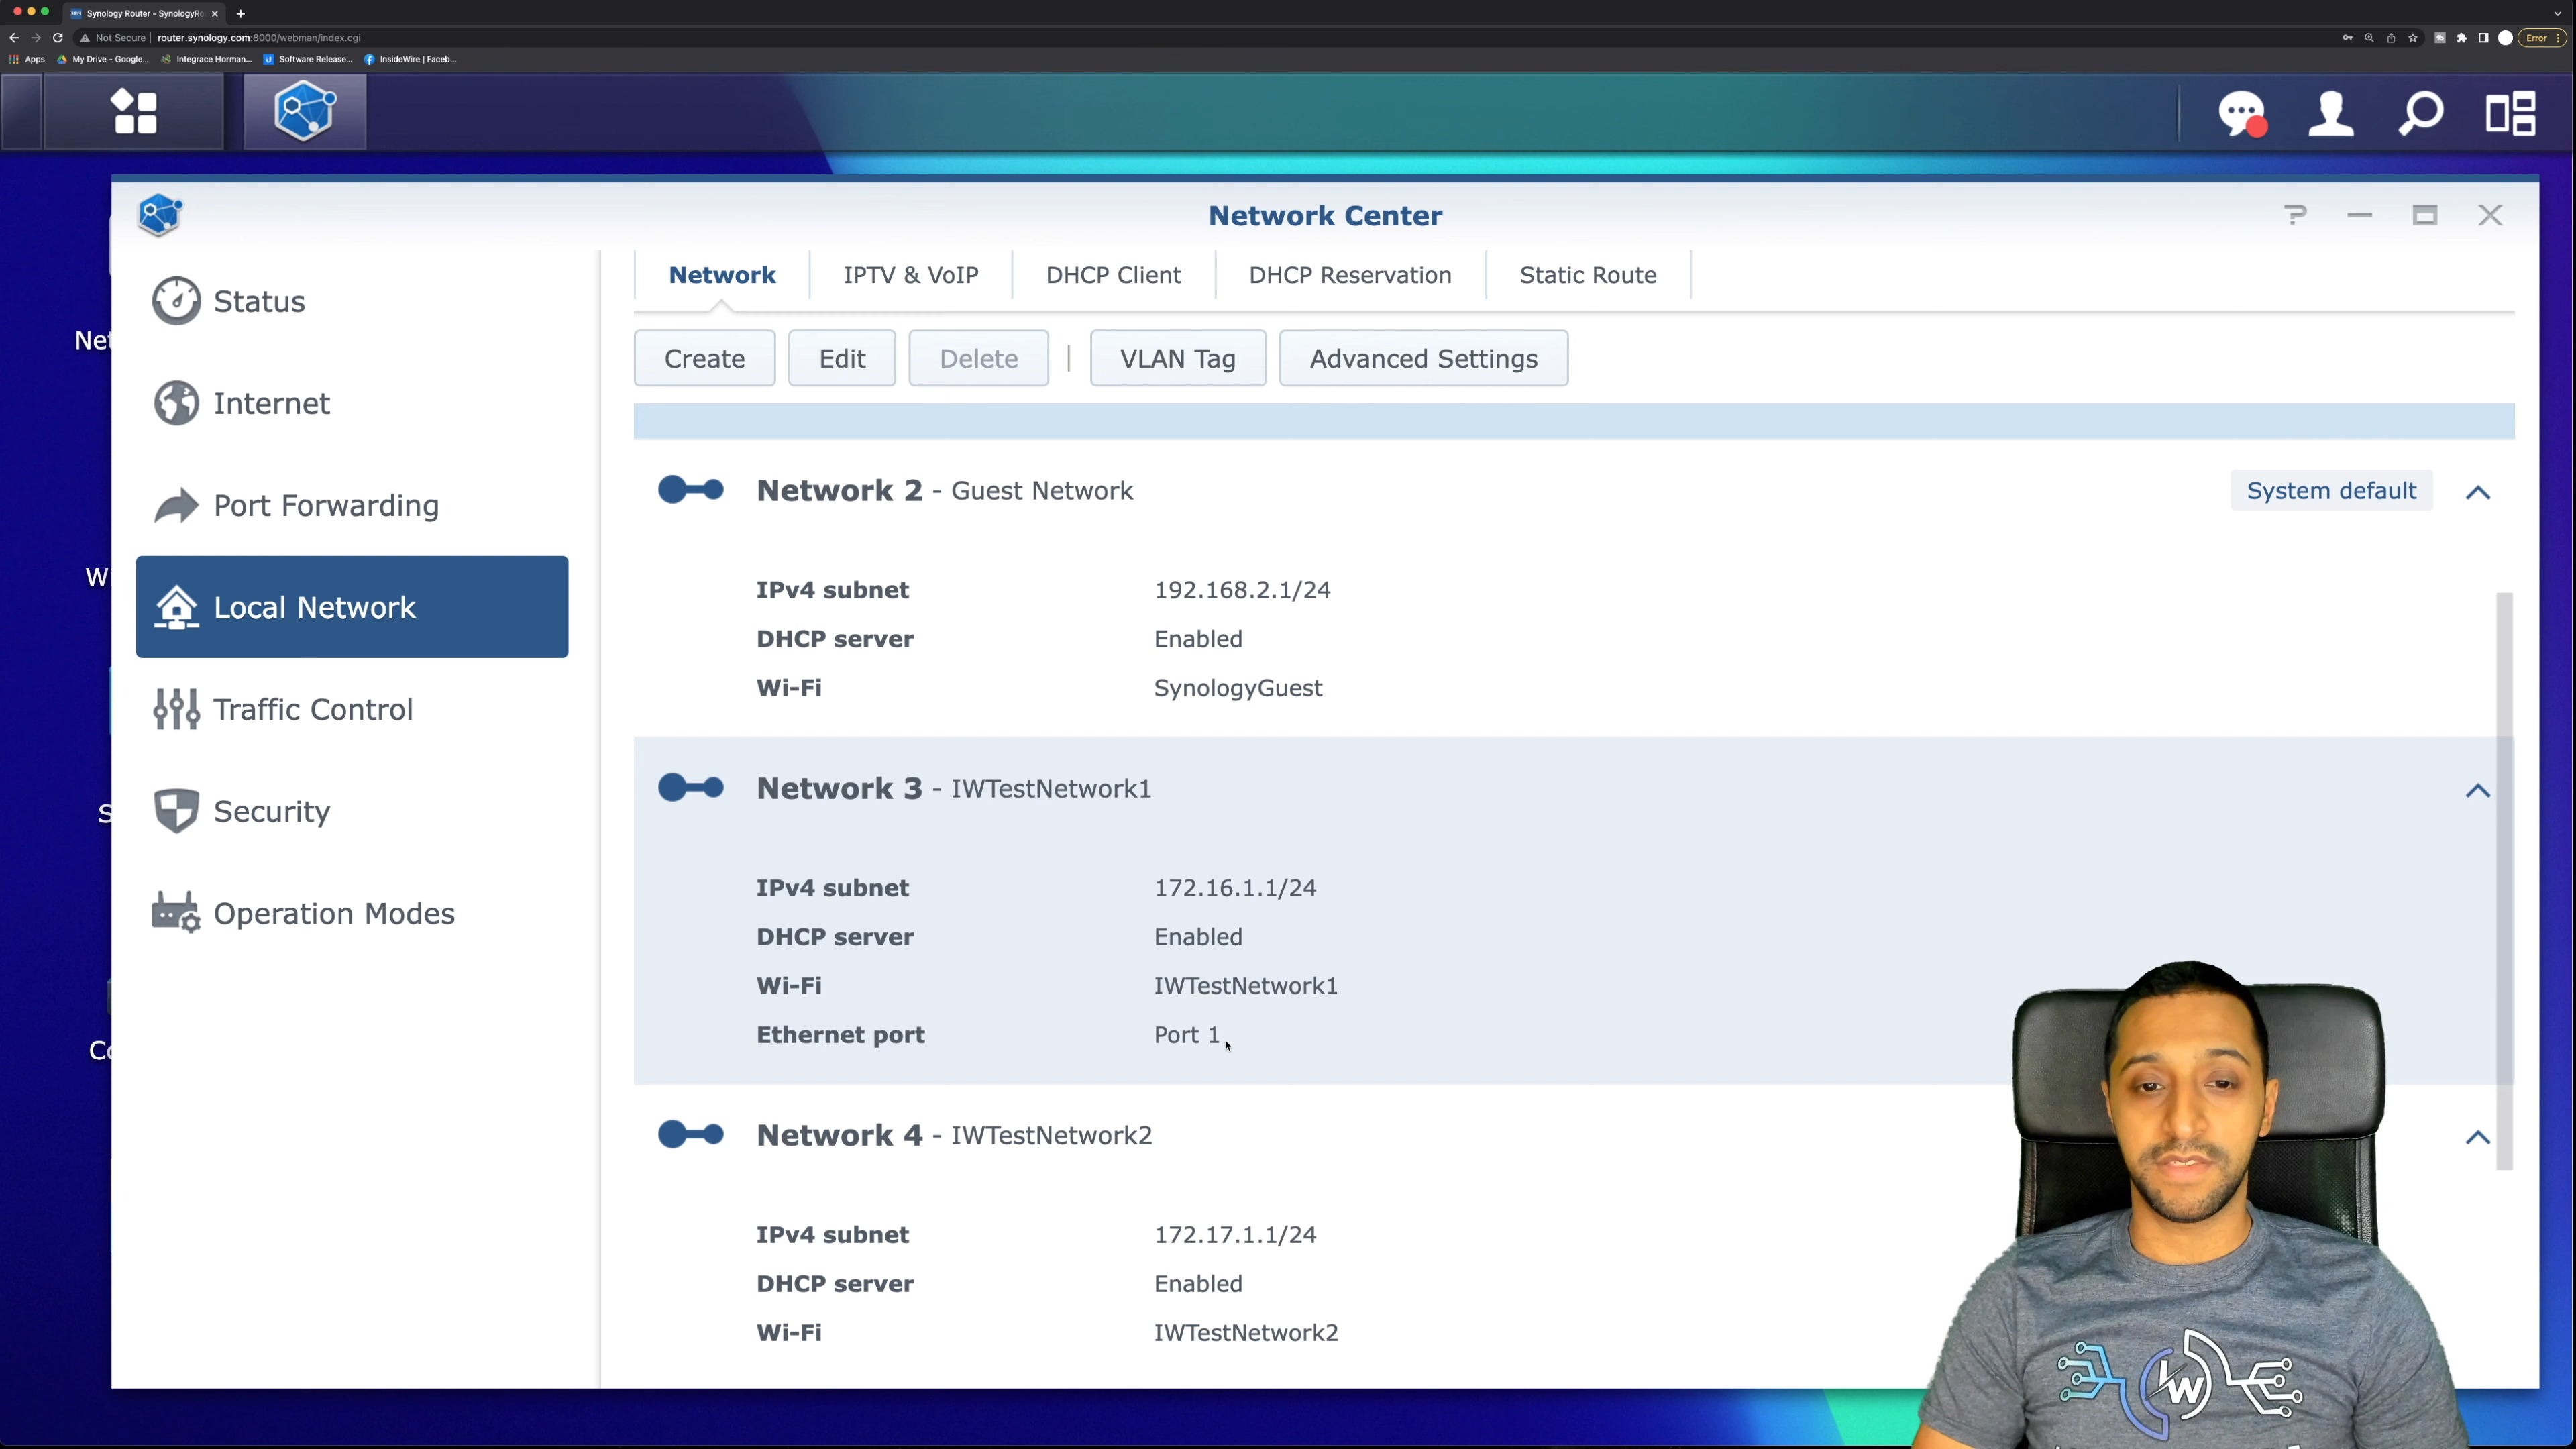 Synology Router - SynologyRo
Not Secure | router.synology.com:8000/webman/index.cgi
Error
Apps
My Drive - Google...
Integrace Horman...
Software Release...
InsideWire | Faceb...
Network Center
Status
Internet
Port Forwarding
Local Network
Traffic Control
Security
Operation Modes
Net
Wi
S
Co
Network
IPTV & VoIP
DHCP Client
DHCP Reservation
Static Route
Create
Edit
Delete
VLAN Tag
Advanced Settings
Network 2 - Guest Network
System default
IPv4 subnet 192.168.2.1/24
DHCP server Enabled
Wi-Fi SynologyGuest
Network 3 - IWTestNetwork1
IPv4 subnet 172.16.1.1/24
DHCP server Enabled
Wi-Fi IWTestNetwork1
Ethernet port Port 1
Network 4 - IWTestNetwork2
IPv4 subnet 172.17.1.1/24
DHCP server Enabled
Wi-Fi IWTestNetwork2
IW